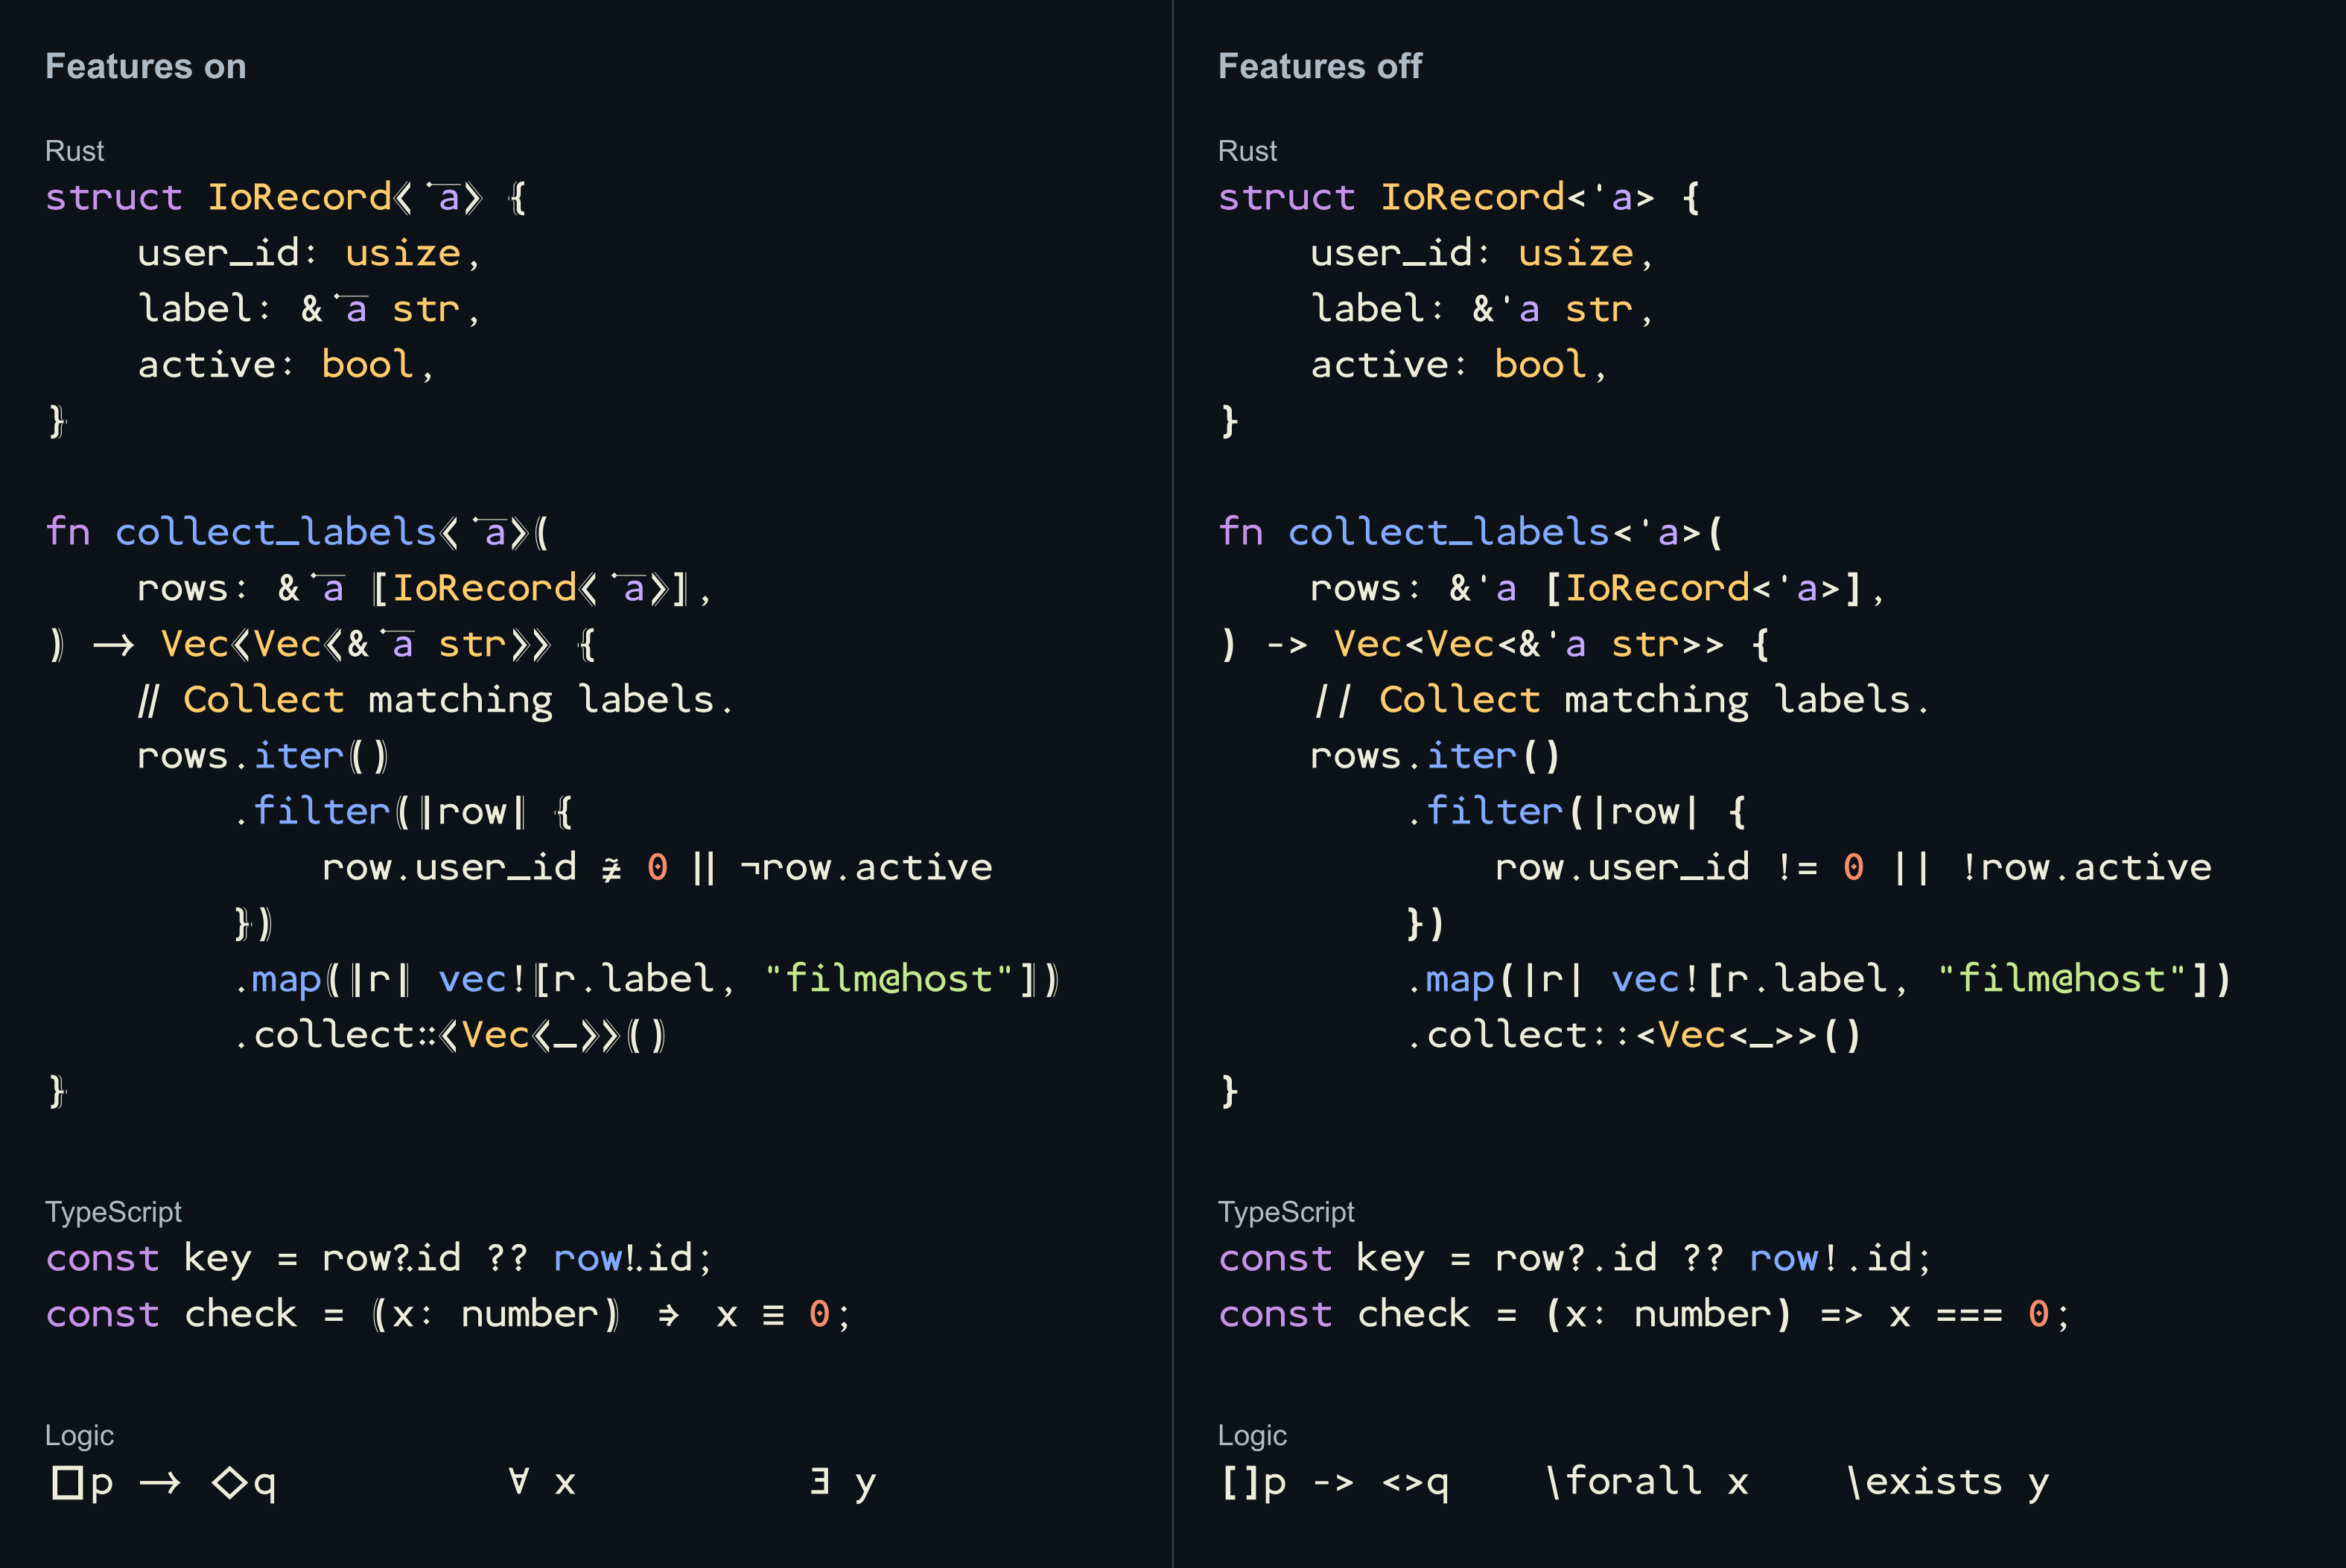 Features on
Rust
struct IoRecord<'a> {
    user_id: usize,
    label: &'a str,
    active: bool,
}
fn collect_labels<'a>(
    rows: &'a [IoRecord<'a>],
) → Vec<Vec<&'a str>> {
    // Collect matching labels.
    rows.iter()
        .filter(|row| {
            row.user_id ≠ 0 || ¬row.active
        })
        .map(|r| vec![r.label, "film@host"])
        .collect::<Vec<_>>()
}
TypeScript
const key = row?.id ?? row!.id;
const check = (x: number) ⇒ x ≡ 0;
Logic
□p → ◇q    ∀ x    ∃ y
Features off
Rust
struct IoRecord<'a> {
    user_id: usize,
    label: &'a str,
    active: bool,
}
fn collect_labels<'a>(
    rows: &'a [IoRecord<'a>],
) -> Vec<Vec<&'a str>> {
    // Collect matching labels.
    rows.iter()
        .filter(|row| {
            row.user_id != 0 || !row.active
        })
        .map(|r| vec![r.label, "film@host"])
        .collect::<Vec<_>>()
}
TypeScript
const key = row?.id ?? row!.id;
const check = (x: number) => x === 0;
Logic
[]p -> <>q    \forall x    \exists y